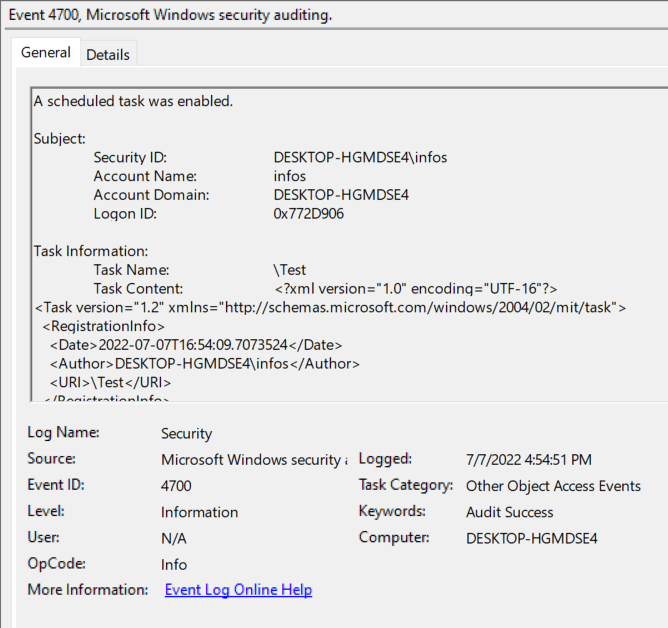 Event 4700, Microsoft Windows security auditing.
General Details
A scheduled task was enabled.
Subject:
Security ID: DESKTOP-HGMDSE4\infos
Account Name: infos
Account Domain: DESKTOP-HGMDSE4
Logon ID: 0x772D906
Task Information:
Task Name: \Test
Task Content: <?xml version="1.0" encoding="UTF-16"?>
<Task version="1.2" xmlns="http://schemas.microsoft.com/windows/2004/02/mit/task">
<RegistrationInfo>
<Date>2022-07-07T16:54:09.7073524</Date>
<Author>DESKTOP-HGMDSE4\infos</Author>
<URI>\Test</URI>
</RegistrationInfo>
Log Name: Security
Source: Microsoft Windows security Logged: 7/7/2022 4:54:51 PM
Event ID: 4700 Task Category: Other Object Access Events
Level: Information Keywords: Audit Success
User: N/A Computer: DESKTOP-HGMDSE4
OpCode: Info
More Information: Event Log Online Help